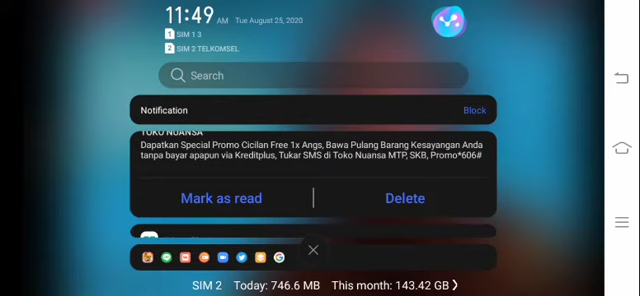 11:49 AM Tue August 25, 2020
1 SIM 1 3
2 SIM 2 TELKOMSEL
Search
Notification Block
TOKO NUANSA
Dapatkan Special Promo Cicilan Free 1x Angs, Bawa Pulang Barang Kesayangan Anda
tanpa bayar apapun via Kreditplus, Tukar SMS di Toko Nuansa MTP, SKB, Promo*606#
Mark as read Delete
SIM 2 Today: 746.6 MB This month: 143.42 GB